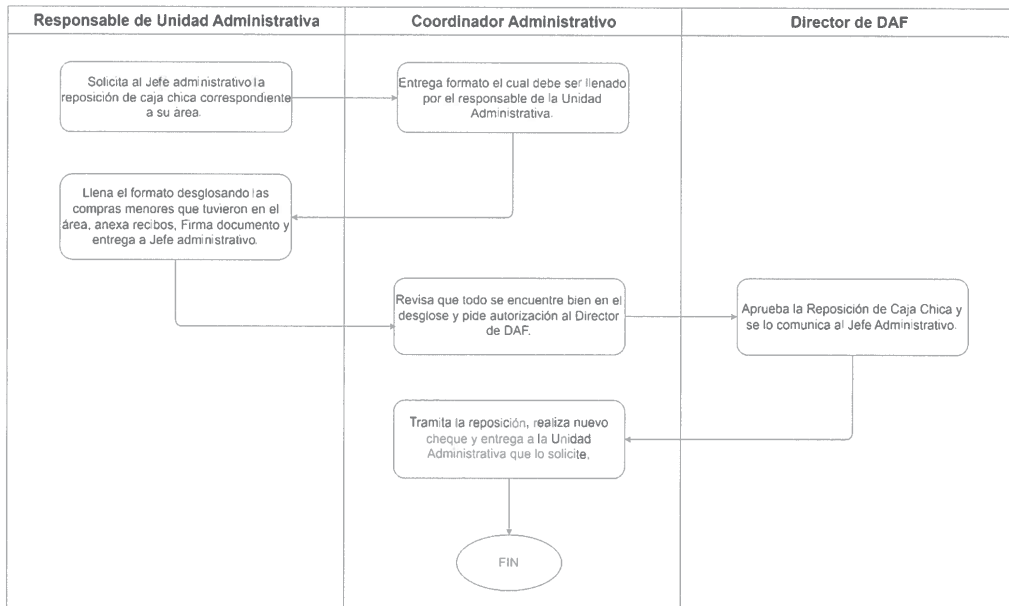 Responsable de Unidad Administrativa
Coordinador Administrativo
Director de DAF
Solicita al Jefe administrativo la
reposición de caja chica correspondiente
a su área.
Entrega formato el cual debe ser llenado
por el responsable de la Unidad
Administrativa.
Llena el formato desglosando las
compras menores que tuvieron en el
área, anexa recibos, Firma documento y
entrega a Jefe administrativo.
Revisa que todo se encuentre bien en el
desglose y pide autorización al Director
de DAF.
Aprueba la Reposición de Caja Chica y
se lo comunica al Jefe Administrativo.
Tramita la reposición, realiza nuevo
cheque y entrega a la Unidad
Administrativa que lo solicite.
FIN